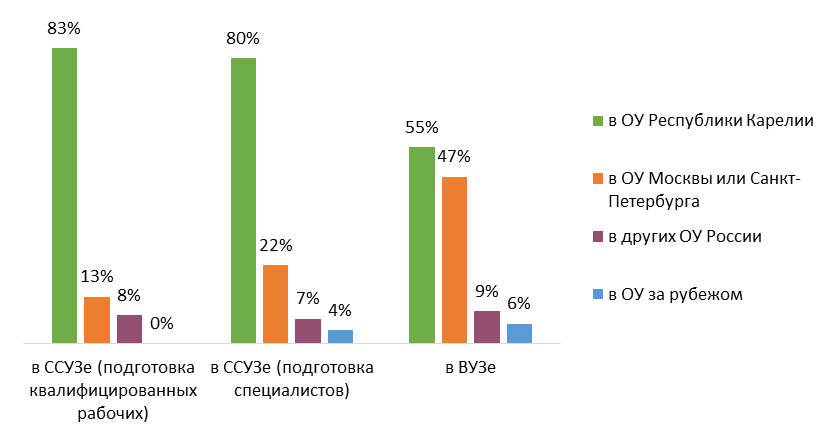 83%
13%
8%
0%
80%
22%
7%
4%
55%
47%
9%
6%
в ССУЗе (подготовка
квалифицированных
рабочих)
в ССУЗе (подготовка
специалистов)
в ВУЗе
в ОУ Республики Карелии
в ОУ Москвы или Санкт-
Петербурга
в других ОУ России
в ОУ за рубежом